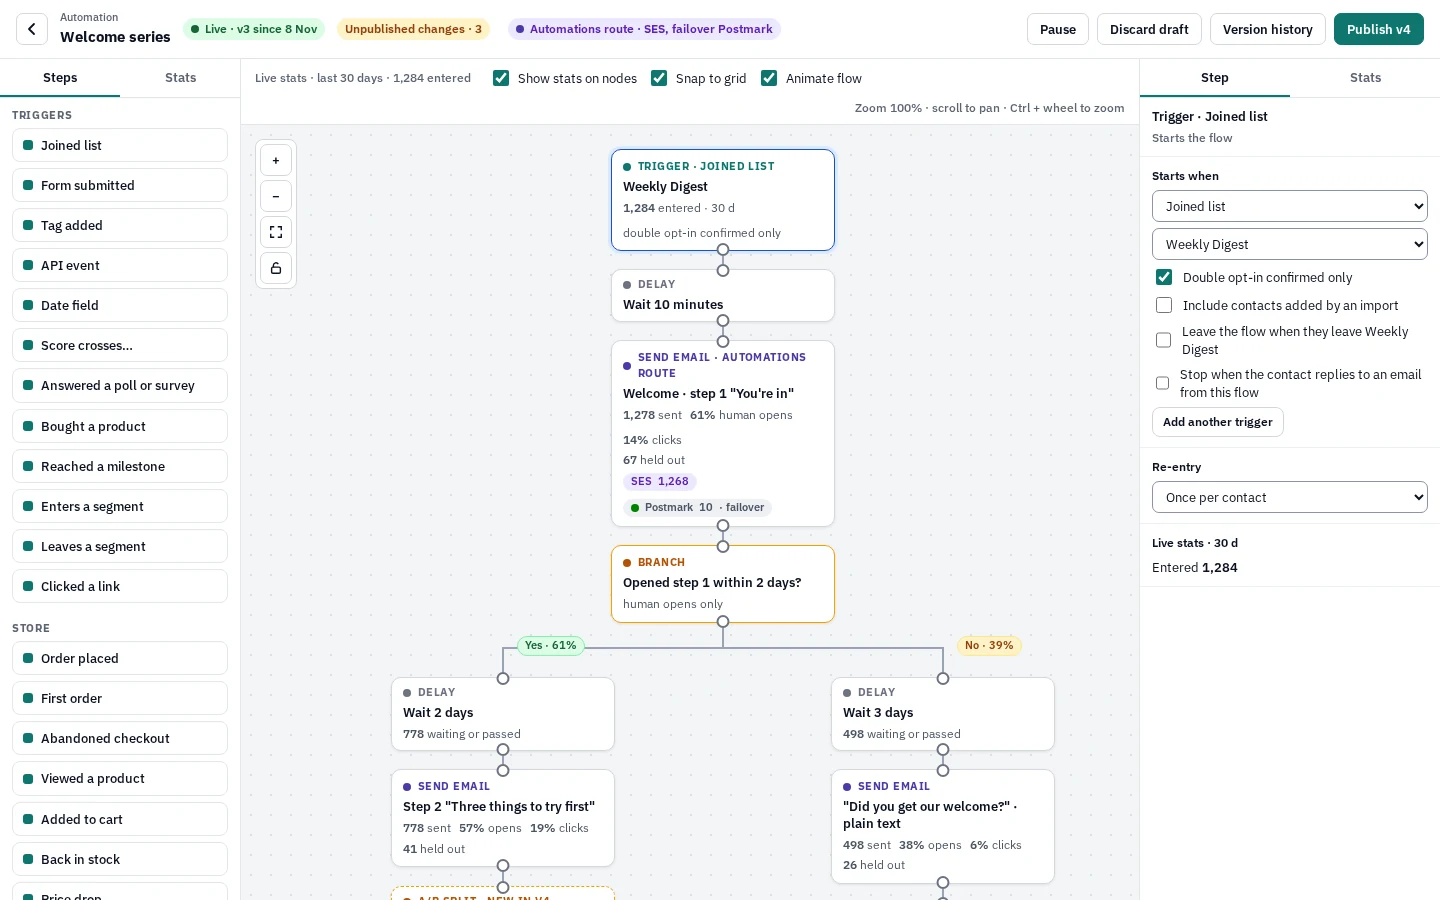 Automation
Welcome series
Live · v3 since 8 Nov
Unpublished changes · 3
Automations route · SES, failover Postmark
Pause
Discard draft
Version history
Publish v4
Steps
Stats
TRIGGERS
Joined list
Form submitted
Tag added
API event
Date field
Score crosses…
Answered a poll or survey
Bought a product
Reached a milestone
Enters a segment
Leaves a segment
Clicked a link
STORE
Order placed
First order
Abandoned checkout
Viewed a product
Added to cart
Back in stock
Price drop
Live stats · last 30 days · 1,284 entered
Show stats on nodes
Snap to grid
Animate flow
Zoom 100% · scroll to pan · Ctrl + wheel to zoom
+
−
TRIGGER · JOINED LIST
Weekly Digest
1,284 entered · 30 d
double opt-in confirmed only
DELAY
Wait 10 minutes
SEND EMAIL · AUTOMATIONS
ROUTE
Welcome · step 1 "You're in"
1,278 sent 61% human opens
14% clicks
67 held out
SES 1,268
Postmark 10 · failover
BRANCH
Opened step 1 within 2 days?
human opens only
Yes · 61%
No · 39%
DELAY
Wait 2 days
778 waiting or passed
SEND EMAIL
Step 2 "Three things to try first"
778 sent 57% opens 19% clicks
41 held out
A/B SPLIT · NEW IN V4
DELAY
Wait 3 days
498 waiting or passed
SEND EMAIL
"Did you get our welcome?" ·
plain text
498 sent 38% opens 6% clicks
26 held out
Step
Stats
Trigger · Joined list
Starts the flow
Starts when
Joined list
Weekly Digest
Double opt-in confirmed only
Include contacts added by an import
Leave the flow when they leave Weekly
Digest
Stop when the contact replies to an email
from this flow
Add another trigger
Re-entry
Once per contact
Live stats · 30 d
Entered 1,284